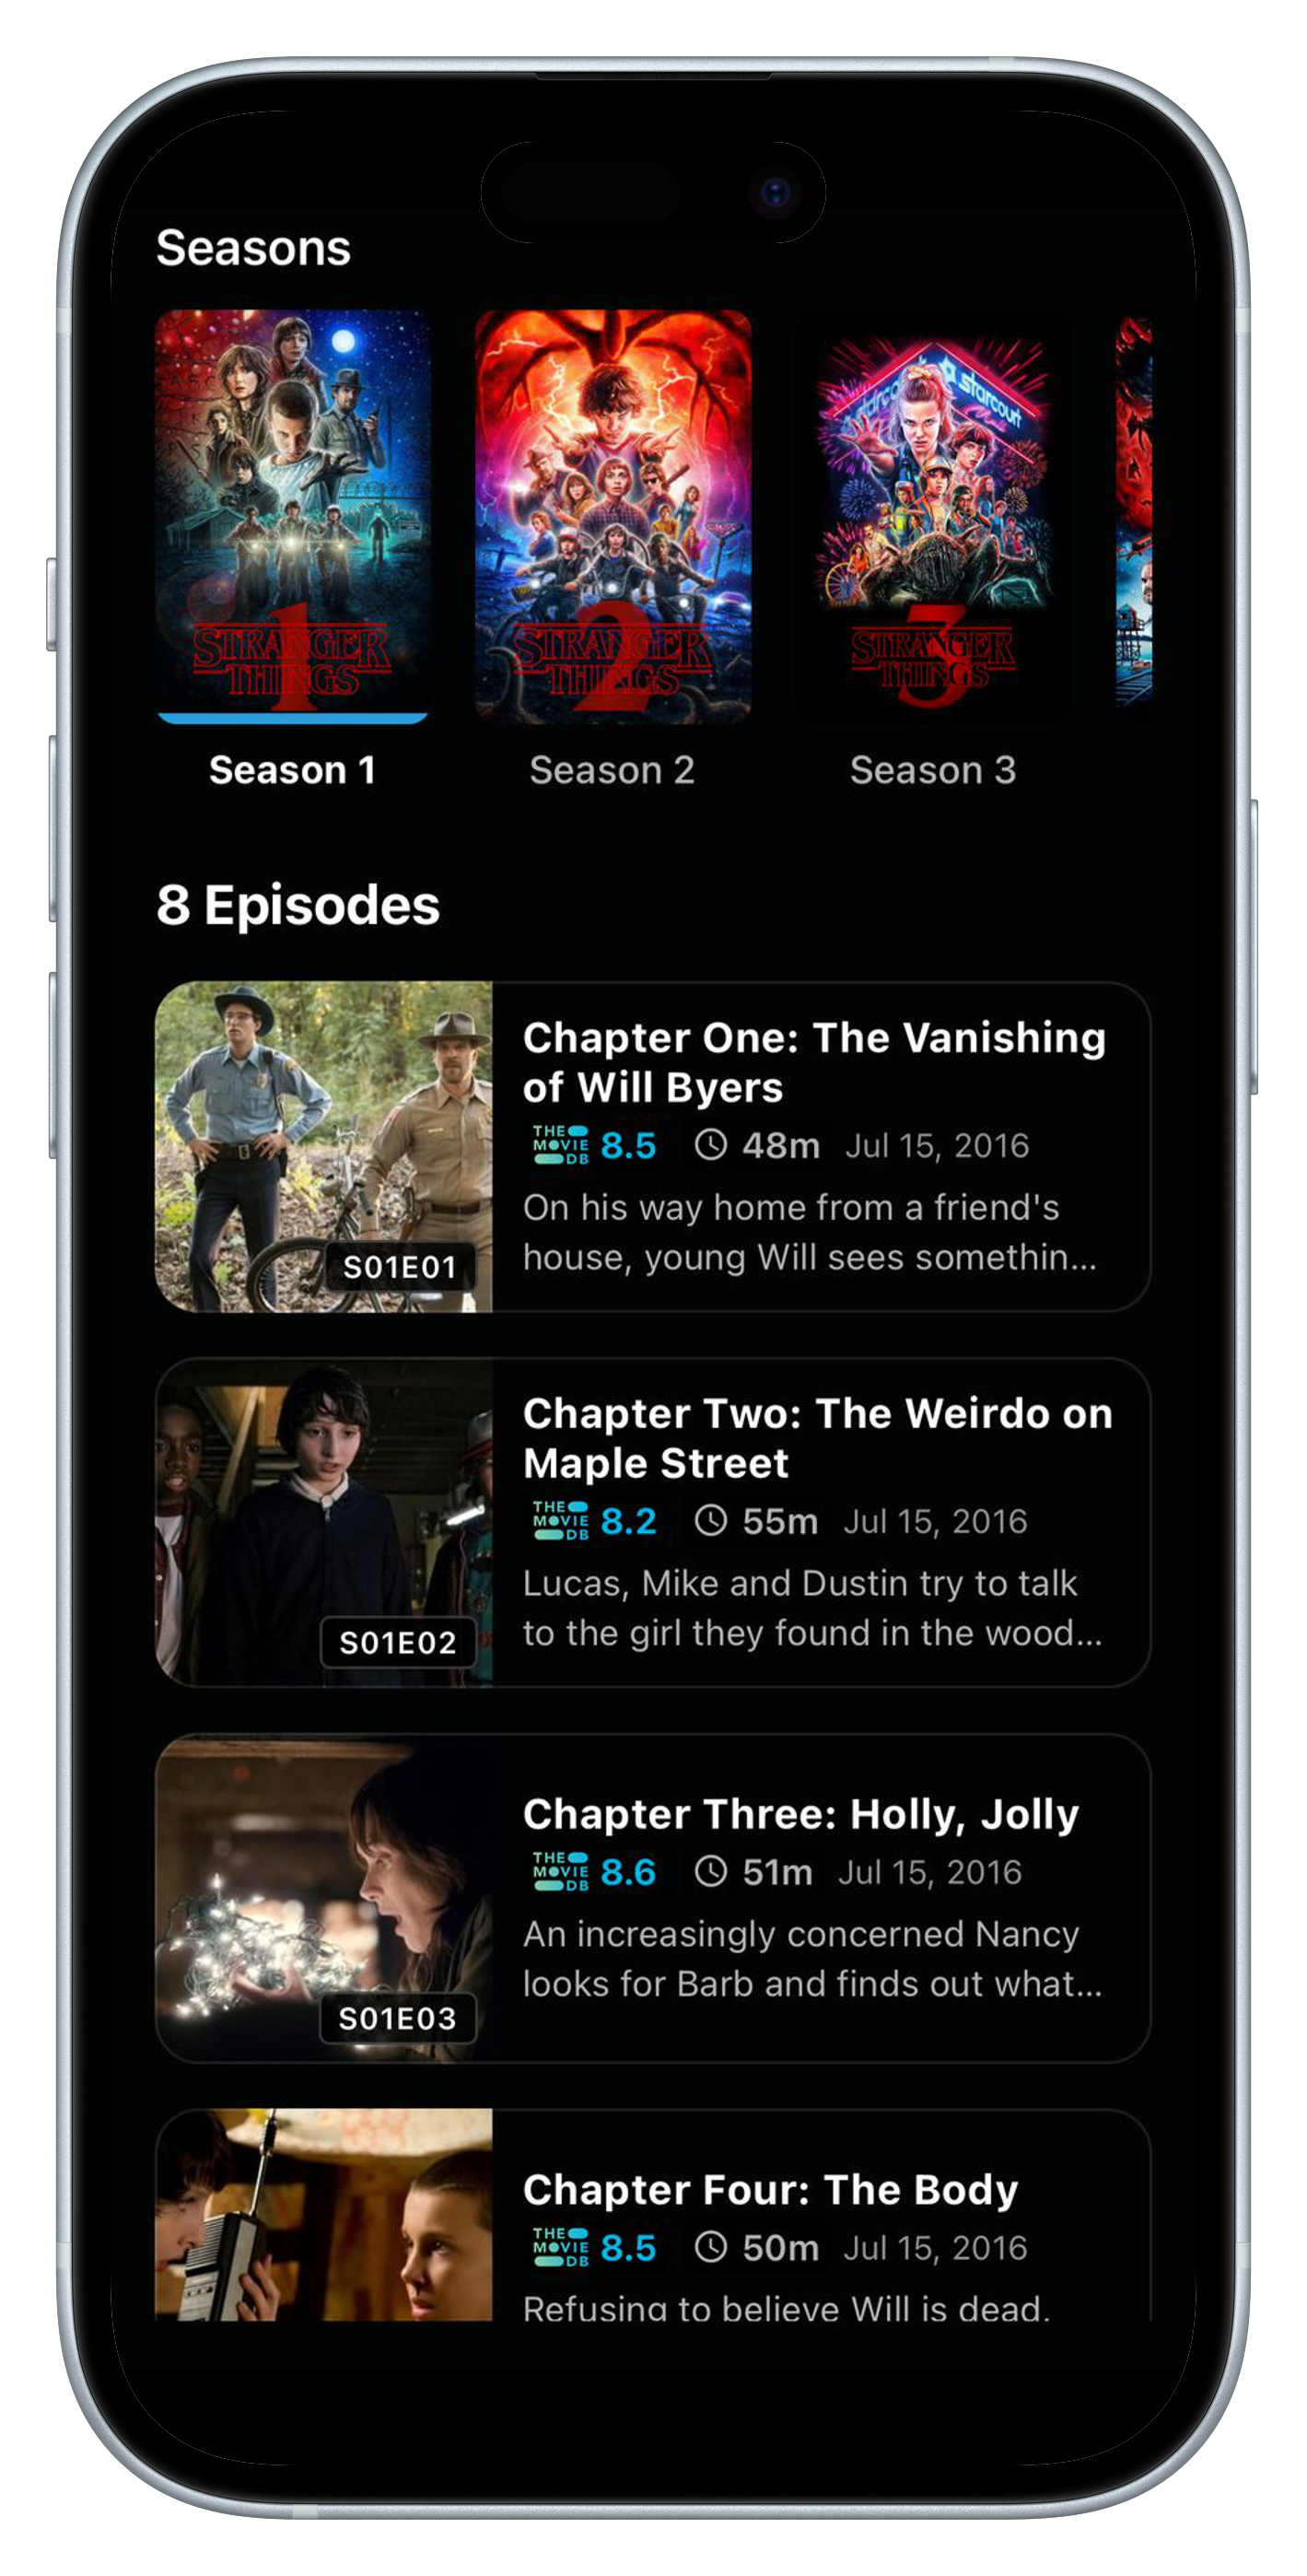 Seasons
starcourt
STRANGER
THINGS
1
STRANGER
THINGS
2
STRANGER
THINGS
3
Season 1
Season 2
Season 3
8 Episodes
Chapter One: The Vanishing
of Will Byers
THE
MOVIE
DB
8.5 48m Jul 15, 2016
On his way home from a friend's
house, young Will sees somethin...
S01E01
Chapter Two: The Weirdo on
Maple Street
THE
MOVIE
DB
8.2 55m Jul 15, 2016
Lucas, Mike and Dustin try to talk
to the girl they found in the wood...
S01E02
Chapter Three: Holly, Jolly
THE
MOVIE
DB
8.6 51m Jul 15, 2016
An increasingly concerned Nancy
looks for Barb and finds out what...
S01E03
Chapter Four: The Body
THE
MOVIE
DB
8.5 50m Jul 15, 2016
Refusing to believe Will is dead,